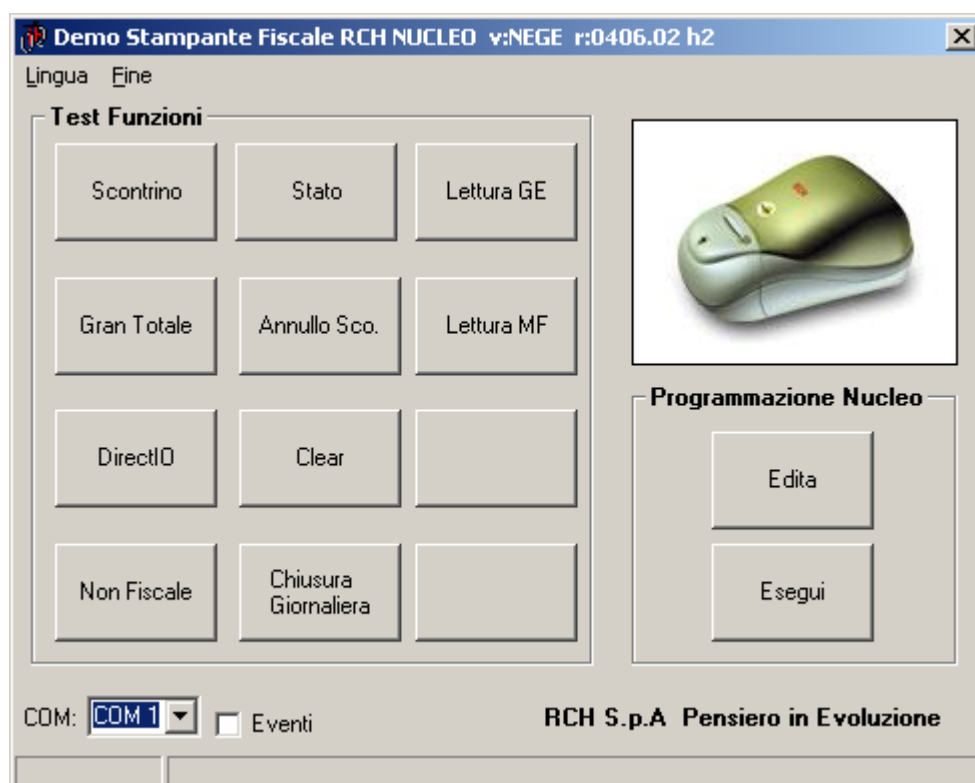 Demo Stampante Fiscale RCH NUCLEO v:NEGE r:0406.02 h2
Lingua Fine
Test Funzioni
Scontrino Stato Lettura GE
Gran Totale Annullo Sco. Lettura MF
Programmazione Nucleo
DirectIO Clear
Edita
Non Fiscale Chiusura Giornaliera
Esegui
COM: COM 1 Eventi RCH S.p.A Pensiero in Evoluzione